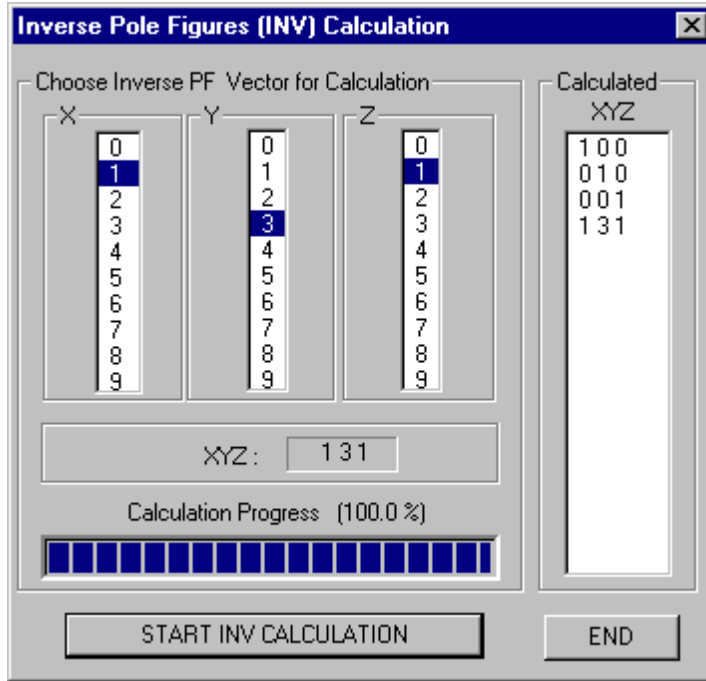 Inverse Pole Figures (INV) Calculation
Choose Inverse PF Vector for Calculation
X
0
1
2
3
4
5
6
7
8
9
Y
0
1
2
3
4
5
6
7
8
9
Z
0
1
2
3
4
5
6
7
8
9
XYZ :
1 3 1
Calculation Progress (100.0 %)
Calculated
XYZ
1 0 0
0 1 0
0 0 1
1 3 1
START INV CALCULATION
END